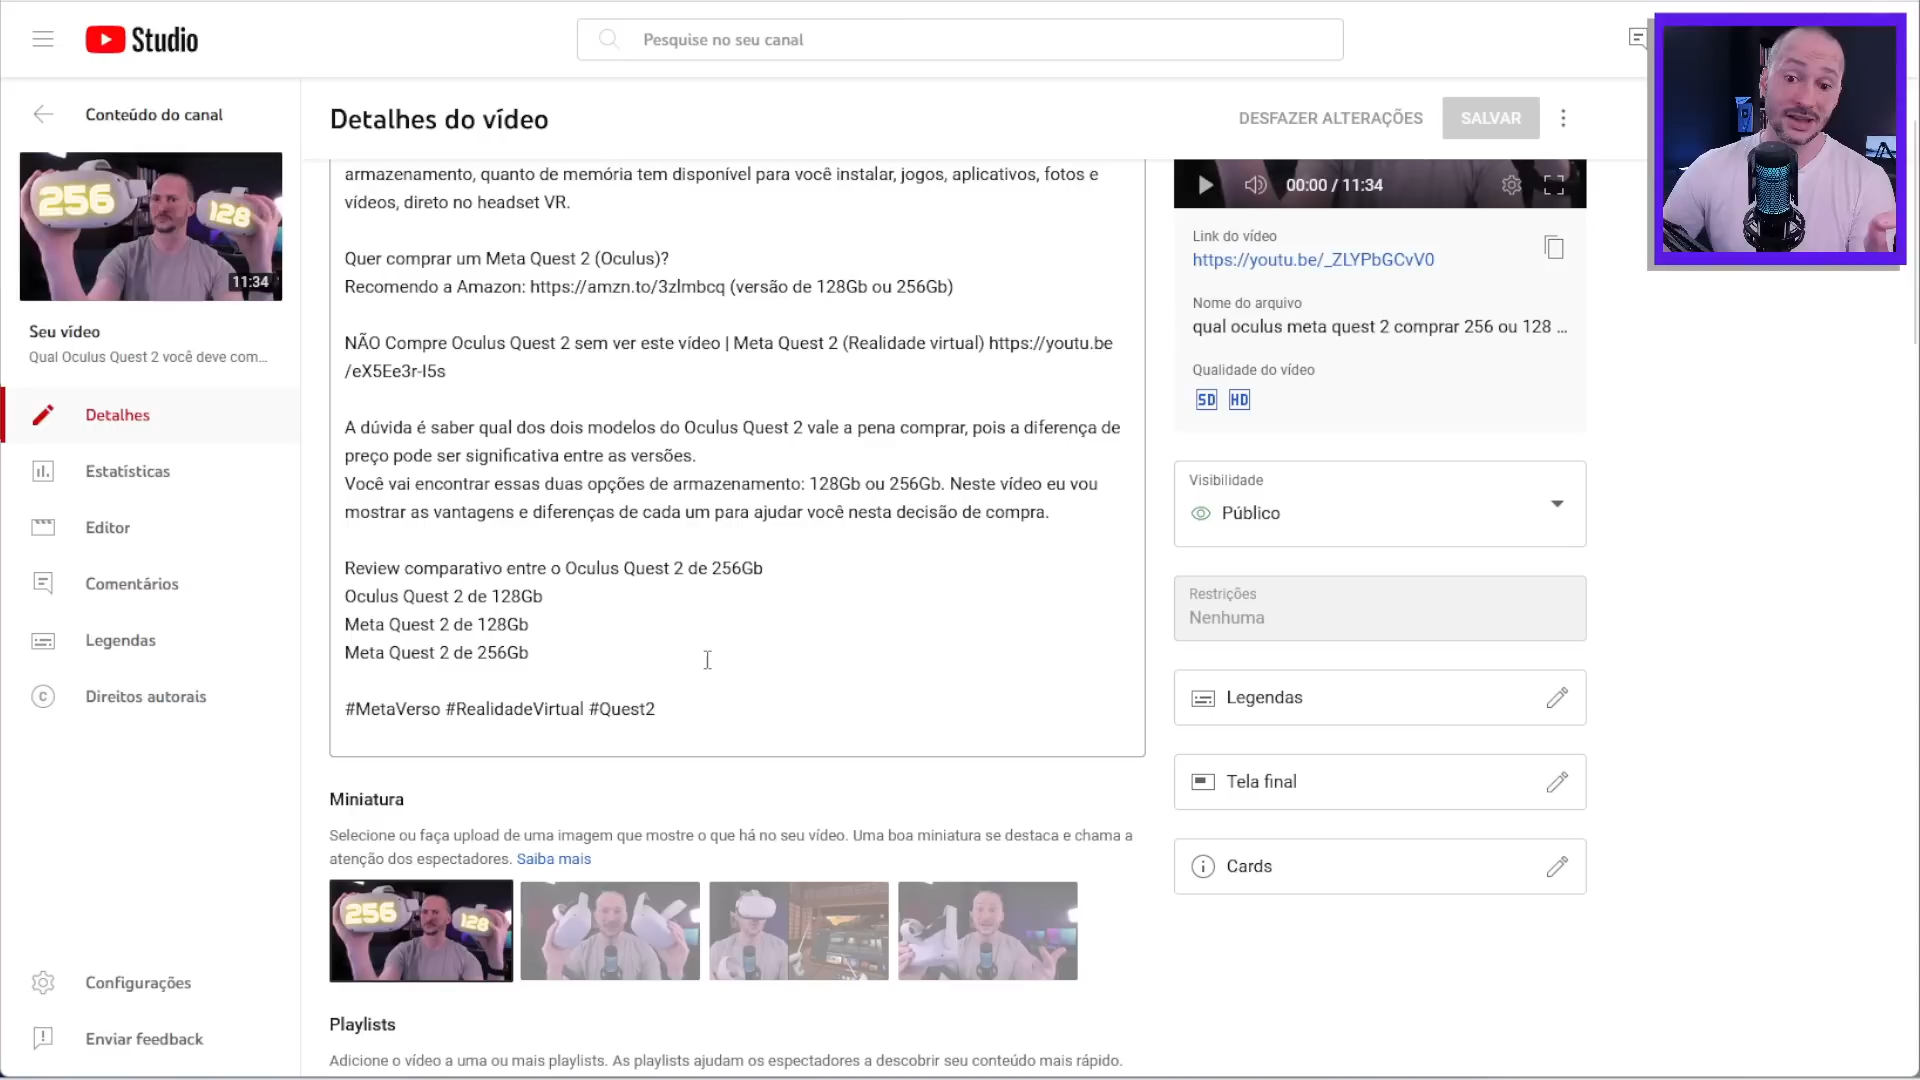 Studio
Pesquise no seu canal
Conteúdo do canal
256
128
11:34
Seu vídeo
Qual Oculus Quest 2 você deve com...
Detalhes
Estatísticas
Editor
Comentários
Legendas
Direitos autorais
Configurações
Enviar feedback
Detalhes do vídeo
DESFAZER ALTERAÇÕES
SALVAR
armazenamento, quanto de memória tem disponível para você instalar, jogos, aplicativos, fotos e
vídeos, direto no headset VR.
Quer comprar um Meta Quest 2 (Oculus)?
Recomendo a Amazon: https://amzn.to/3zlmbcq (versão de 128Gb ou 256Gb)
NÃO Compre Oculus Quest 2 sem ver este vídeo | Meta Quest 2 (Realidade virtual) https://youtu.be
/eX5Ee3r-I5s
A dúvida é saber qual dos dois modelos do Oculus Quest 2 vale a pena comprar, pois a diferença de
preço pode ser significativa entre as versões.
Você vai encontrar essas duas opções de armazenamento: 128Gb ou 256Gb. Neste vídeo eu vou
mostrar as vantagens e diferenças de cada um para ajudar você nesta decisão de compra.
Review comparativo entre o Oculus Quest 2 de 256Gb
Oculus Quest 2 de 128Gb
Meta Quest 2 de 128Gb
Meta Quest 2 de 256Gb
#MetaVerso #RealidadeVirtual #Quest2
Miniatura
Selecione ou faça upload de uma imagem que mostre o que há no seu vídeo. Uma boa miniatura se destaca e chama a
atenção dos espectadores. Saiba mais
256
128
Playlists
Adicione o vídeo a uma ou mais playlists. As playlists ajudam os espectadores a descobrir seu conteúdo mais rápido.
00:00 / 11:34
Link do vídeo
https://youtu.be/_ZLYPbGCvV0
Nome do arquivo
qual oculus meta quest 2 comprar 256 ou 128 ...
Qualidade do vídeo
SD HD
Visibilidade
Público
Restrições
Nenhuma
Legendas
Tela final
Cards